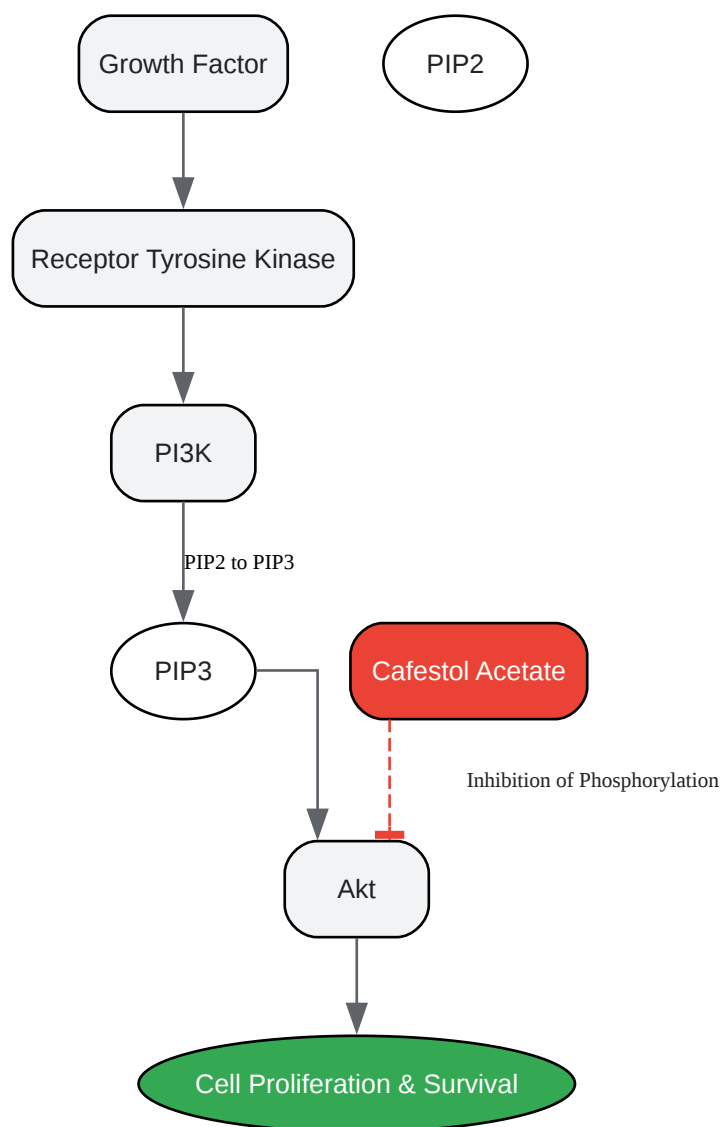 Growth Factor
PIP2
Receptor Tyrosine Kinase
PI3K
PIP2 to PIP3
PIP3
Cafestol Acetate
Inhibition of Phosphorylation
Akt
Cell Proliferation & Survival